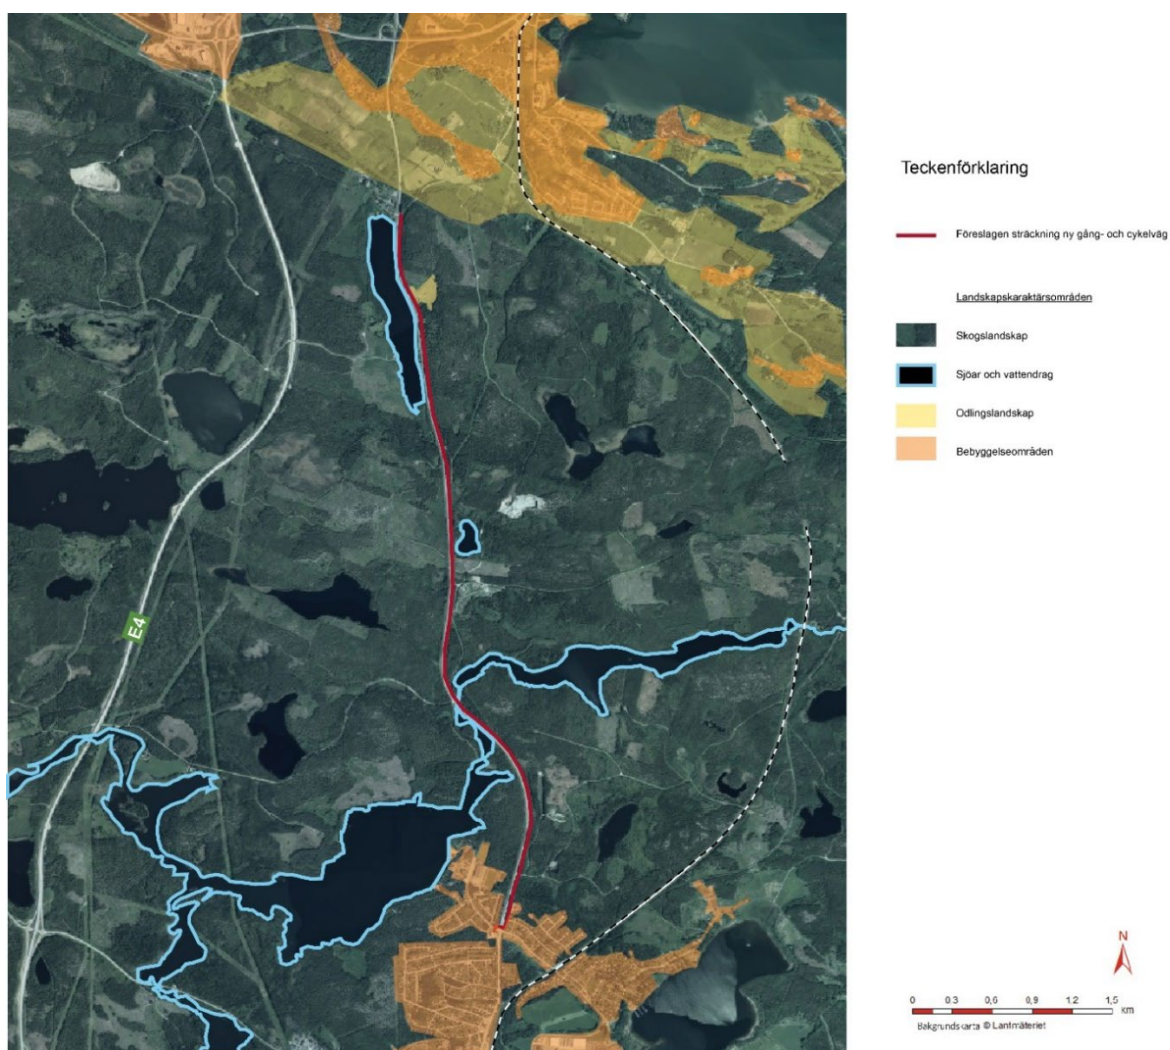 Teckenförklaring
Föreslagen sträckning ny gång- och cykelväg
Landskapskaraktärsområden
Skogslandskap
Sjöar och vattendrag
Odlingslandskap
Bebyggelseområden
E4
N
0 0,3 0,6 0,9 1,2 1,5
km
Bakgrundskarta © Lantmäteriet